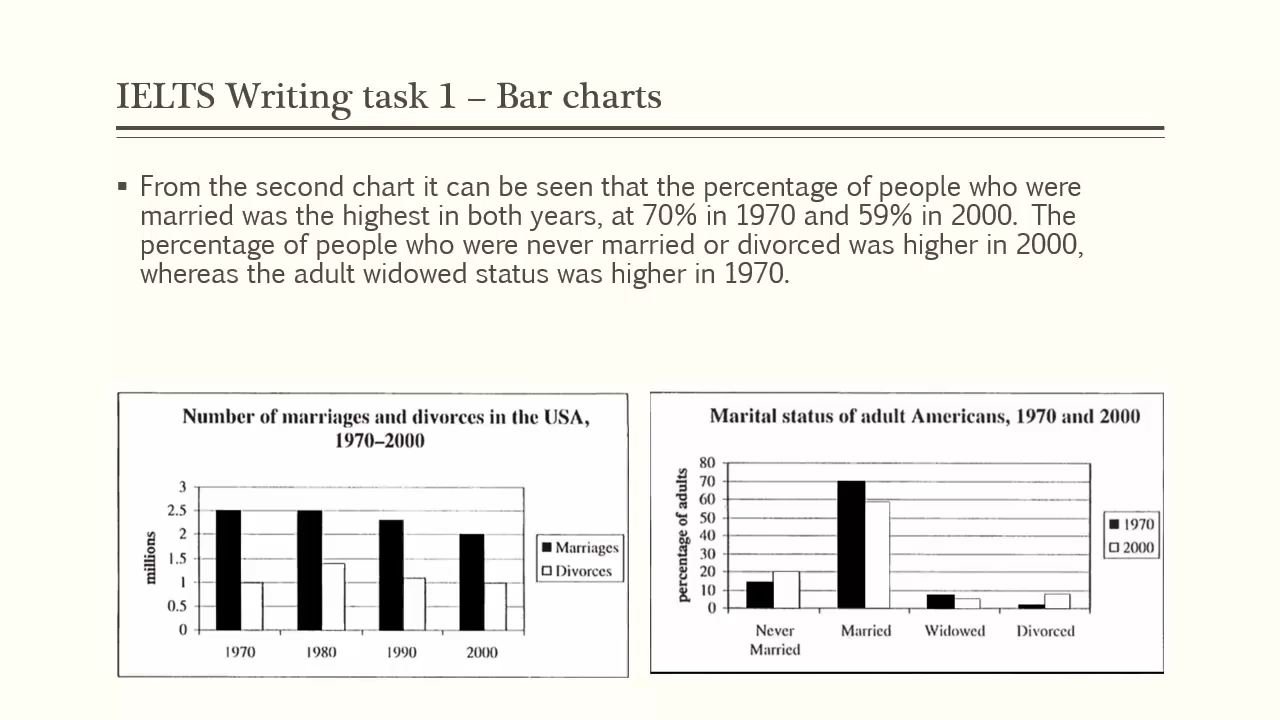 IELTS Writing task 1 – Bar charts
▪ From the second chart it can be seen that the percentage of people who were
married was the highest in both years, at 70% in 1970 and 59% in 2000. The
percentage of people who were never married or divorced was higher in 2000,
whereas the adult widowed status was higher in 1970.
Number of marriages and divorces in the USA,
1970–2000
millions
3
2.5
2
1.5
1
0.5
0
1970 1980 1990 2000
Marriages
Divorces
Marital status of adult Americans, 1970 and 2000
percentage of adults
80
70
60
50
40
30
20
10
0
Never Married Widowed Divorced
Married
1970
2000